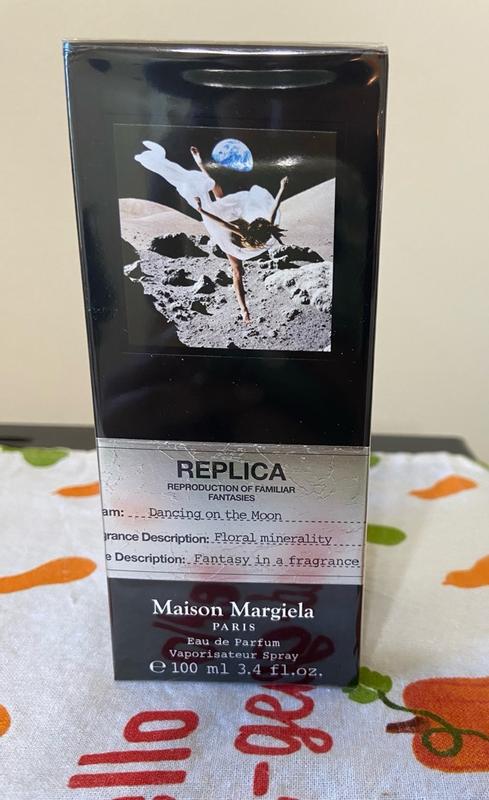 REPLICA
REPRODUCTION OF FAMILIAR
FANTASIES
am: Dancing on the Moon
grance Description: Floral minerality
e Description: Fantasy in a fragrance
Maison Margiela
PARIS
Eau de Parfum
Vaporisateur Spray
℮ 100 ml 3.4 fl.oz.